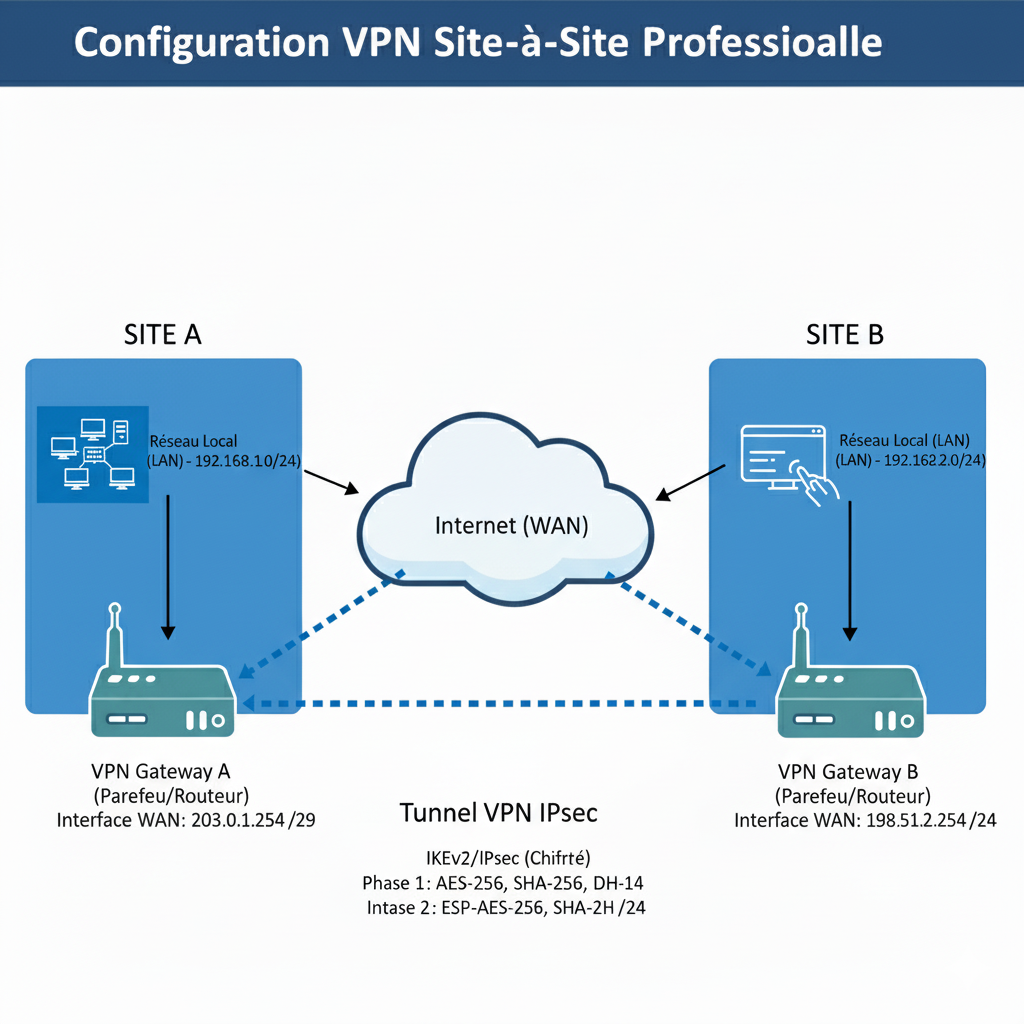 Configuration VPN Site-à-Site Professioalle
SITE A
SITE B
Réseau Local
(LAN) - 192.168.1.0/24)
Réseau Local (LAN)
(LAN) - 192.162.2.0/24)
Internet (WAN)
VPN Gateway A
(Parefeu/Routeur)
Interface WAN: 203.0.1.254/29
VPN Gateway B
(Parefeu/Routeur)
Interface WAN: 198.51.2.254/24
Tunnel VPN IPsec
IKEv2/IPsec (Chifrté)
Phase 1: AES-256, SHA-256, DH-14
Intase 2: ESP-AES-256, SHA-2H /24